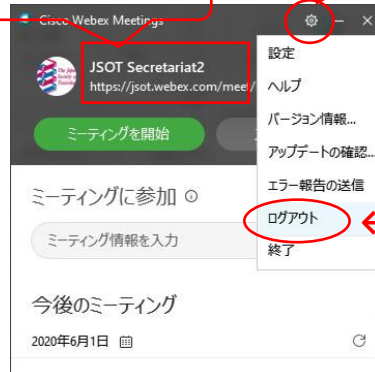 Cisco Webex Meetings
JSOT Secretariat2
https://jsot.webex.com/meet/
ミーティングを開始
ミーティングに参加
ミーティング情報を入力
今後のミーティング
2020年6月1日
設定
ヘルプ
バージョン情報...
アップデートの確認...
エラー報告の送信
ログアウト
終了